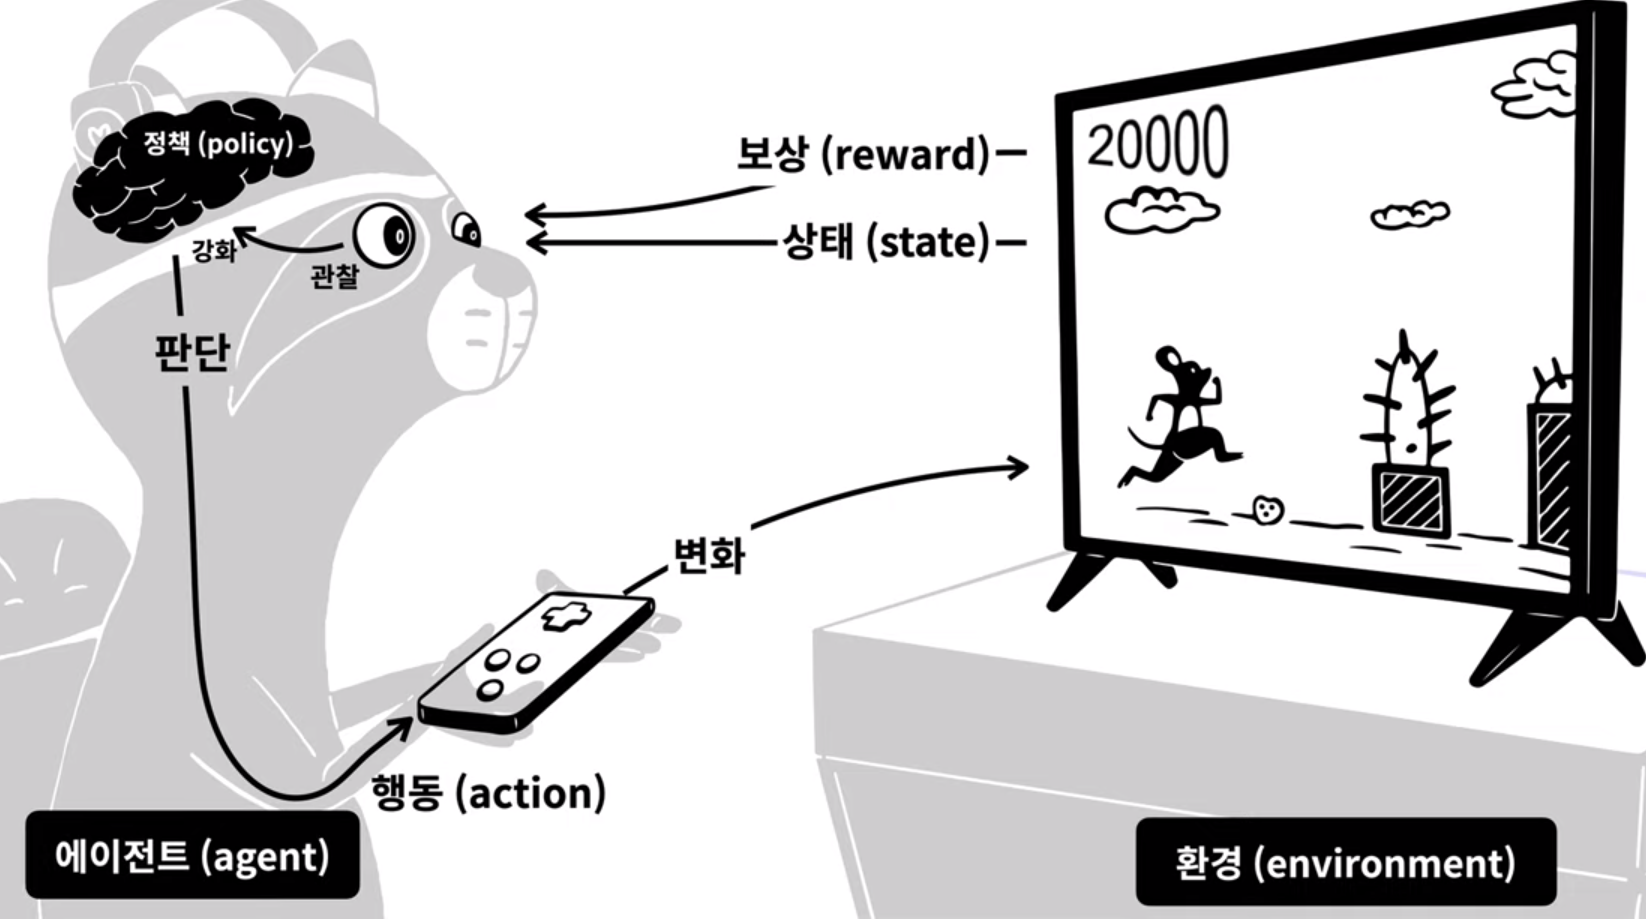 정책 (policy)
보상 (reward)
20000
상태 (state)
강화
관찰
판단
변화
행동 (action)
에이전트 (agent)
환경 (environment)